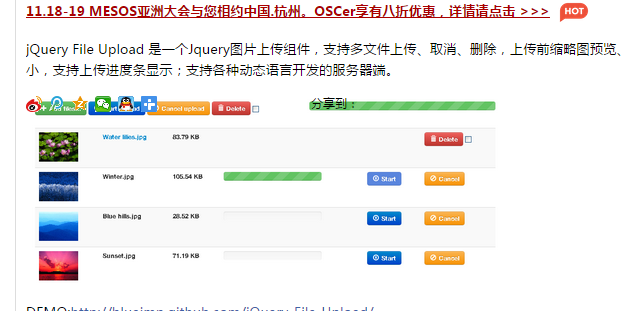 11.18-19 MESOS亚洲大会与您相约中国.杭州。OSCer享有八折优惠，详情请点击 >>> HOT
jQuery File Upload 是一个Jquery图片上传组件，支持多文件上传、取消、删除，上传前缩略图预览、
小，支持上传进度条显示；支持各种动态语言开发的服务器端。
Cancel upload Delete 分享到：
Water lilies.jpg 83.79 KB Delete
Winter.jpg 105.54 KB Start Cancel
Blue hills.jpg 28.52 KB Start Cancel
Sunset.jpg 71.19 KB Start Cancel
DEMO:http://blueimp.github.com/jQuery-File-Upload/